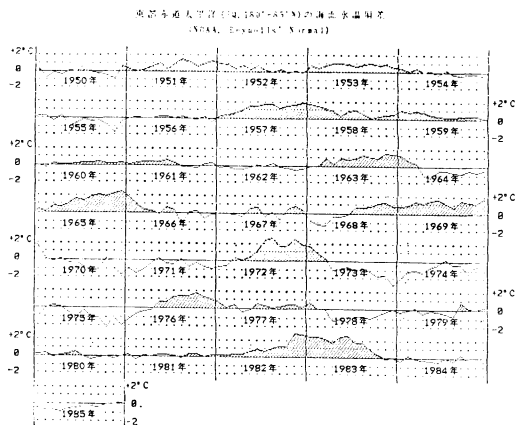 東部赤道太平洋(EQ,180°-85°W)の海面水温偏差
(NOAA, Reynolds' Normal)
+2°C
0
-2
1950年 1951年 1952年 1953年 1954年
+2°C
0
-2
1955年 1956年 1957年 1958年 1959年
+2°C
0
-2
1960年 1961年 1962年 1963年 1964年
+2°C
0
-2
1965年 1966年 1967年 1968年 1969年
+2°C
0
-2
1970年 1971年 1972年 1973年 1974年
+2°C
0
-2
1975年 1976年 1977年 1978年 1979年
+2°C
0
-2
1980年 1981年 1982年 1983年 1984年
+2°C
0.
-2
1985年